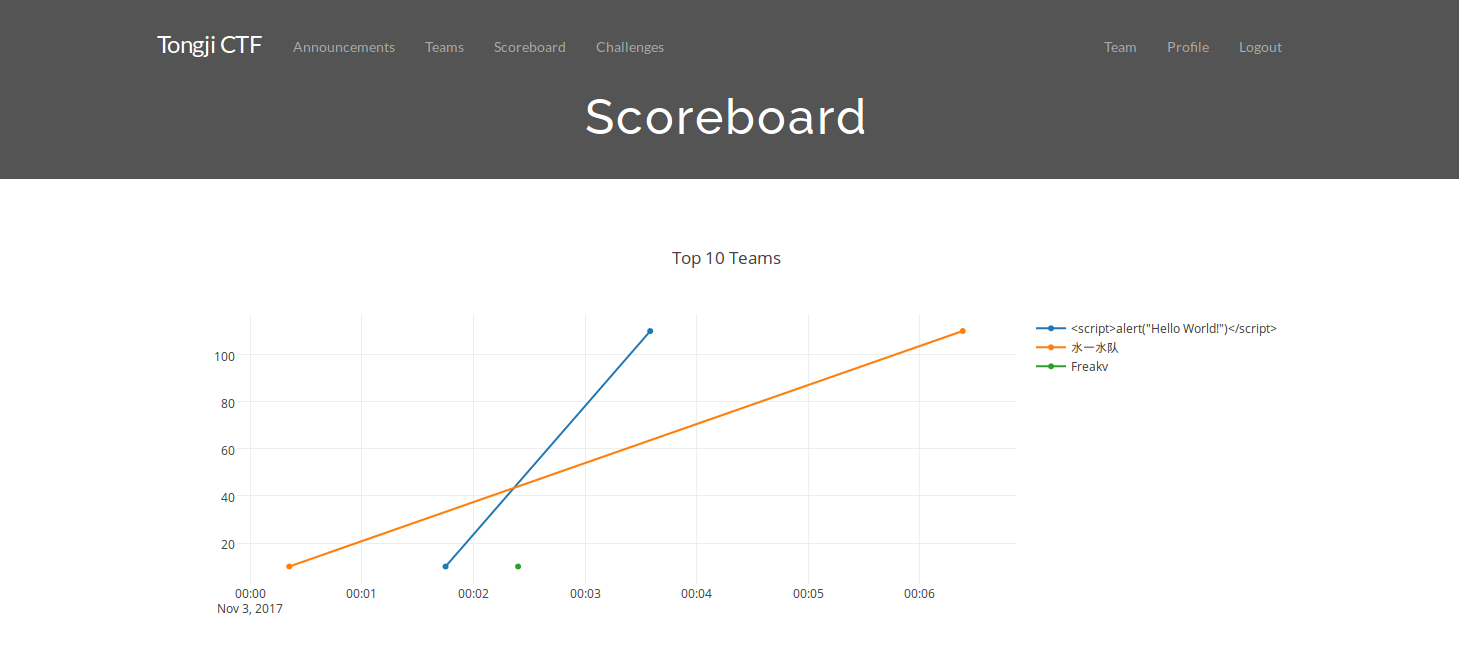 Tongji CTF Announcements Teams Scoreboard Challenges Team Profile Logout
Scoreboard
Top 10 Teams
<script>alert("Hello World!")</script>
水一水队
Freakv
100
80
60
40
20
00:00 00:01 00:02 00:03 00:04 00:05 00:06
Nov 3, 2017